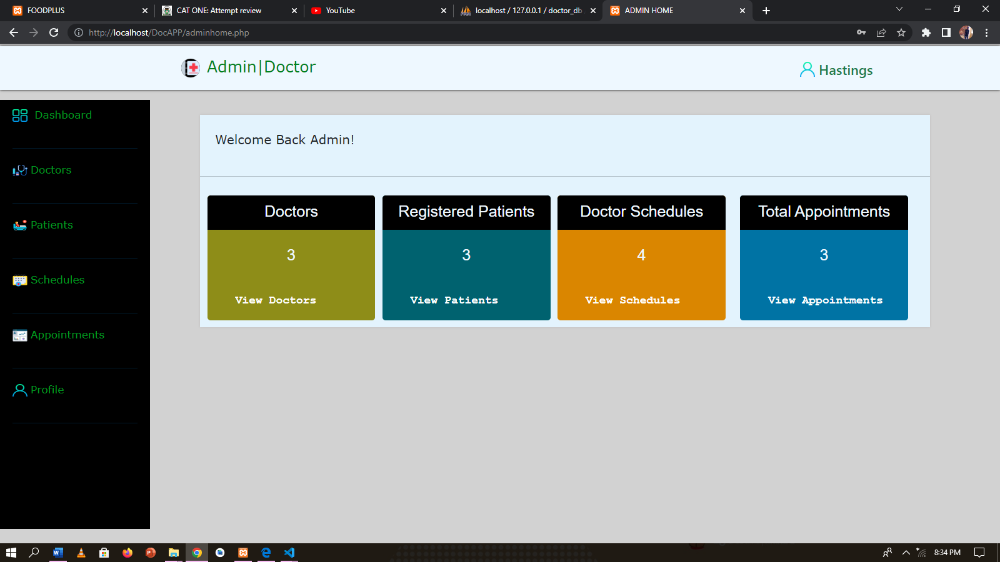 FOODPLUS
CAT ONE: Attempt review
YouTube
localhost / 127.0.0.1 / doctor_db
ADMIN HOME
http://localhost/DocAPP/adminhome.php
Admin|Doctor
Hastings
Dashboard
Doctors
Patients
Schedules
Appointments
Profile
Welcome Back Admin!
Doctors
3
View Doctors
Registered Patients
3
View Patients
Doctor Schedules
4
View Schedules
Total Appointments
3
View Appointments
8:34 PM